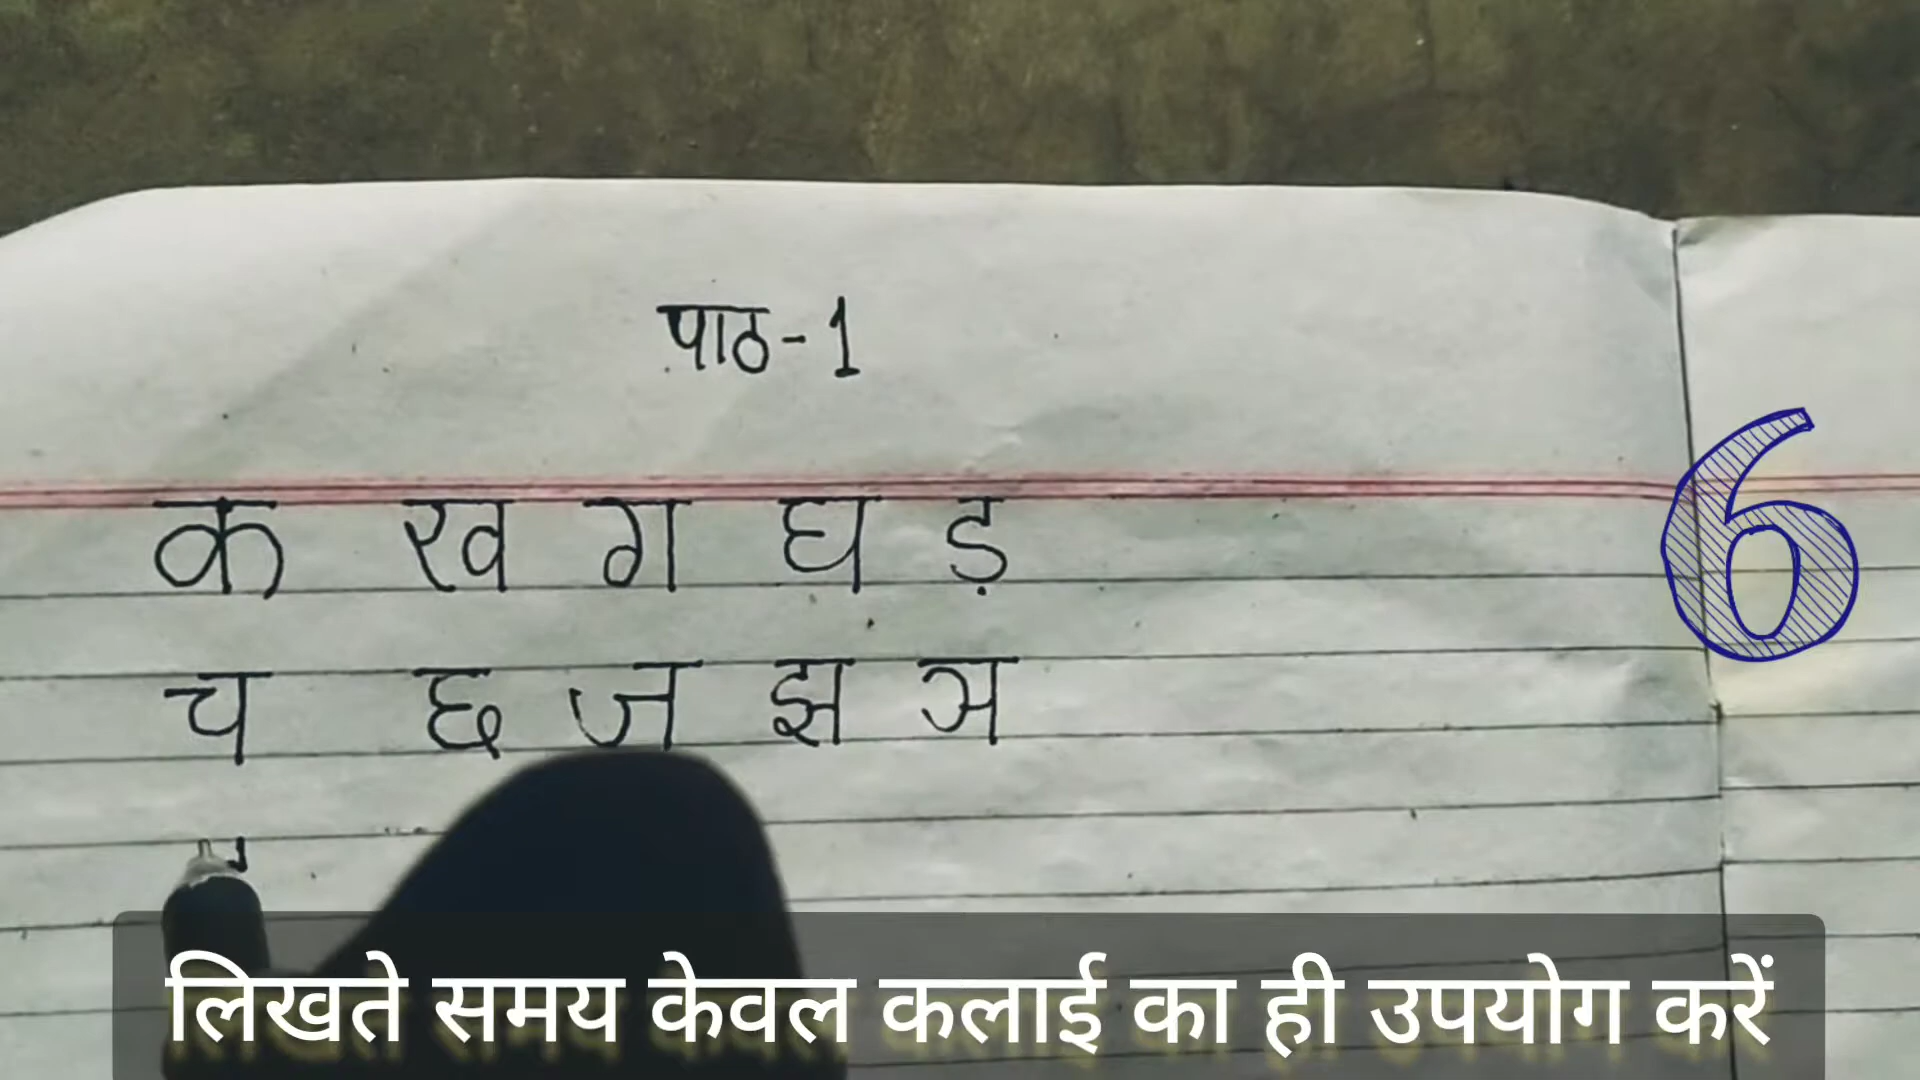 पाठ-1
क ख ग घ ड़
च छ ज झ ञ
6
लिखते समय केवल कलाई का ही उपयोग करें